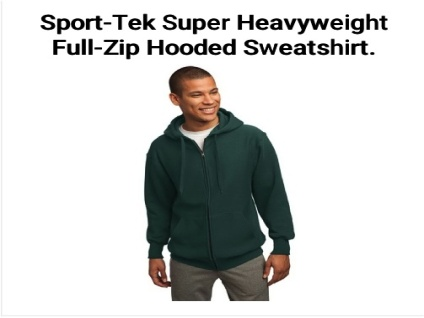 Sport-Tek Super Heavyweight
Full-Zip Hooded Sweatshirt.